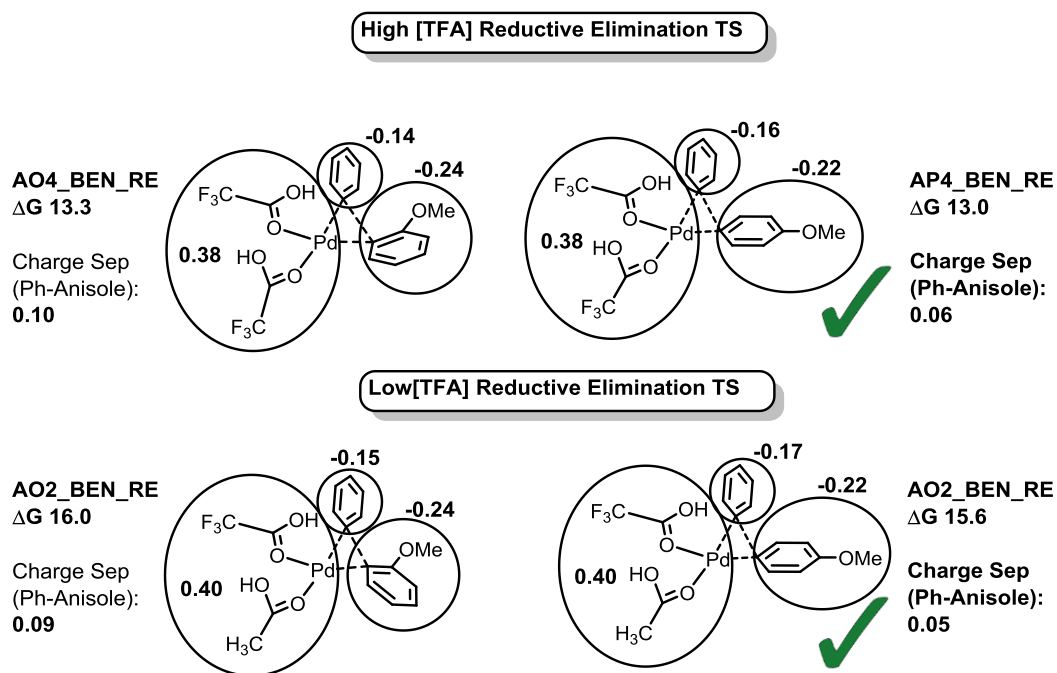 High [TFA] Reductive Elimination TS
-0.14
-0.24
AO4_BEN_RE
ΔG 13.3
Charge Sep
(Ph-Anisole):
0.10
F₃C
OH
O
OMe
Pd
0.38
HO
O
F₃C
-0.16
-0.22
F₃C
OH
O
Pd
OMe
0.38
HO
O
F₃C
AP4_BEN_RE
ΔG 13.0
Charge Sep
(Ph-Anisole):
0.06
Low[TFA] Reductive Elimination TS
-0.15
-0.24
AO2_BEN_RE
ΔG 16.0
Charge Sep
(Ph-Anisole):
0.09
F₃C
OH
O
OMe
Pd
0.40
HO
O
H₃C
-0.17
-0.22
F₃C
OH
O
Pd
OMe
0.40
HO
O
H₃C
AO2_BEN_RE
ΔG 15.6
Charge Sep
(Ph-Anisole):
0.05